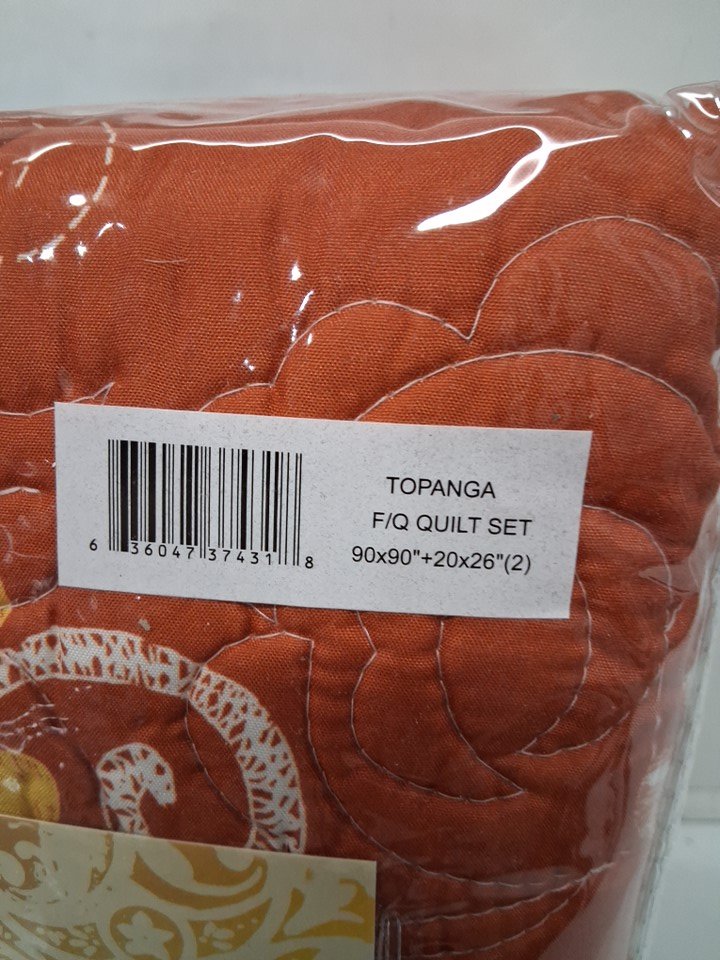 TOPANGA
F/Q QUILT SET
90x90"+20x26"(2)
6 36047 37431 8